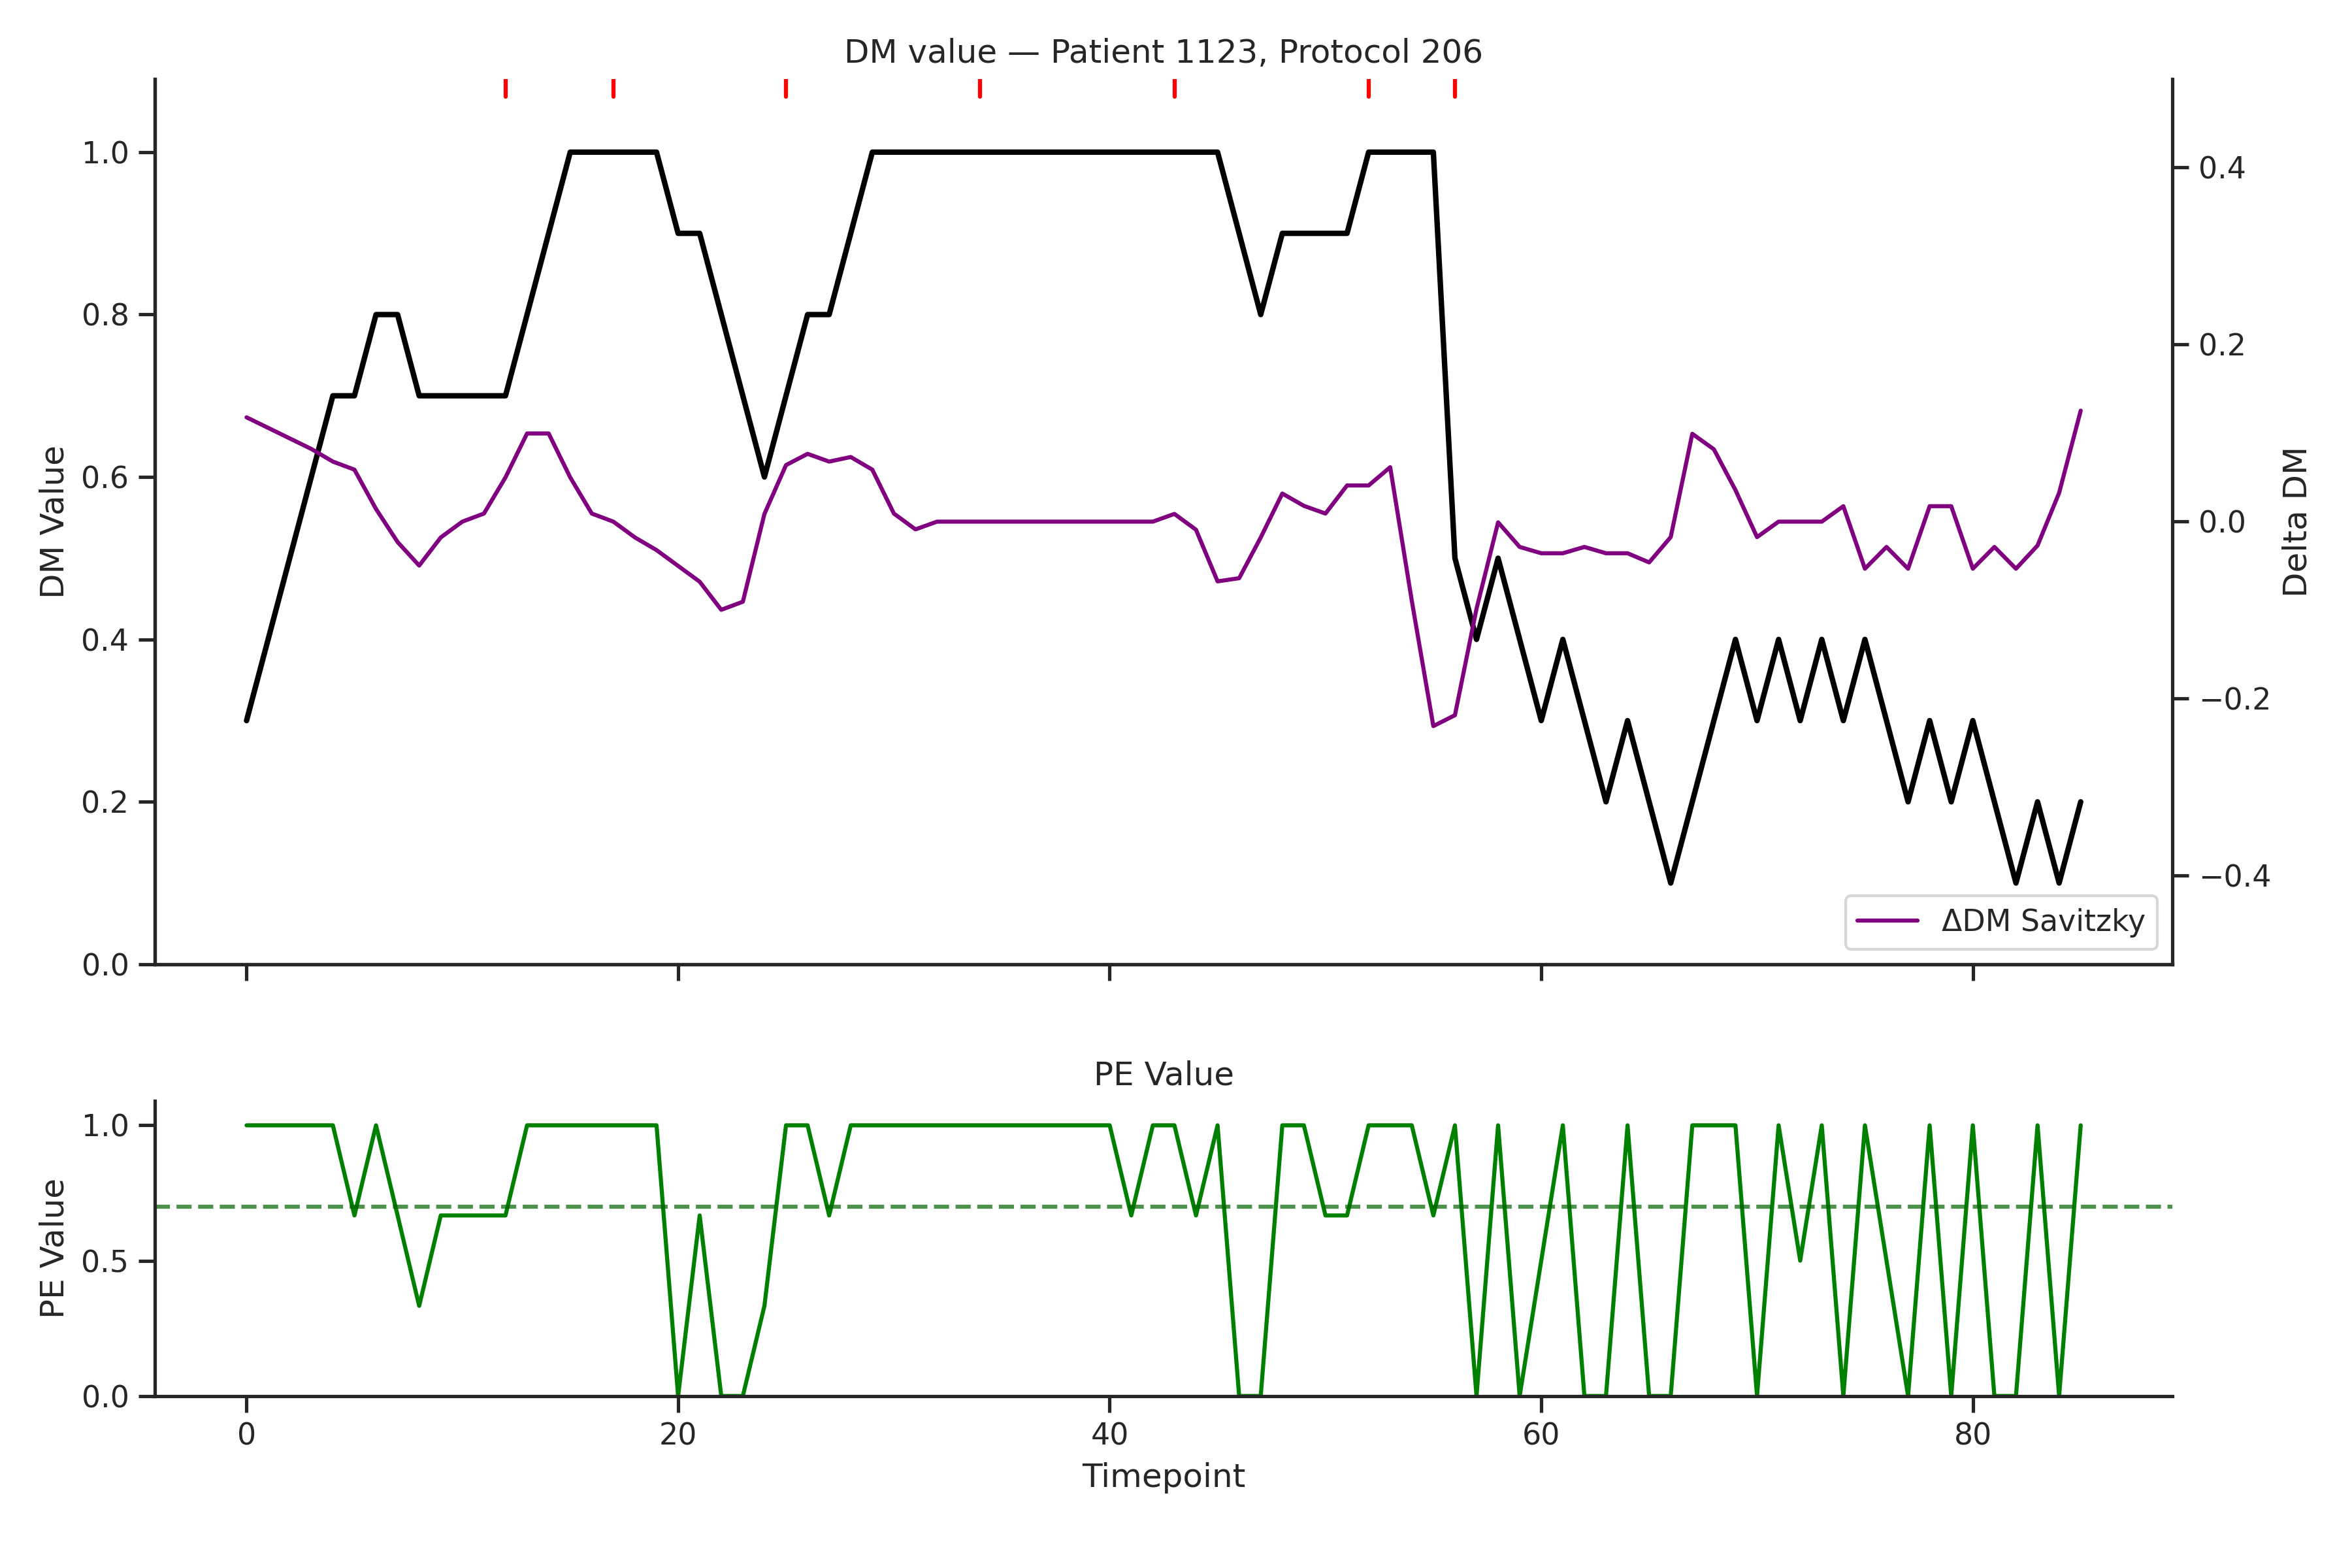 DM value — Patient 1123, Protocol 206
DM Value
1.0
0.8
0.6
0.4
0.2
0.0
0.4
0.2
0.0
−0.2
−0.4
Delta DM
ΔDM Savitzky
PE Value
PE Value
1.0
0.5
0.0
0 20 40 60 80
Timepoint